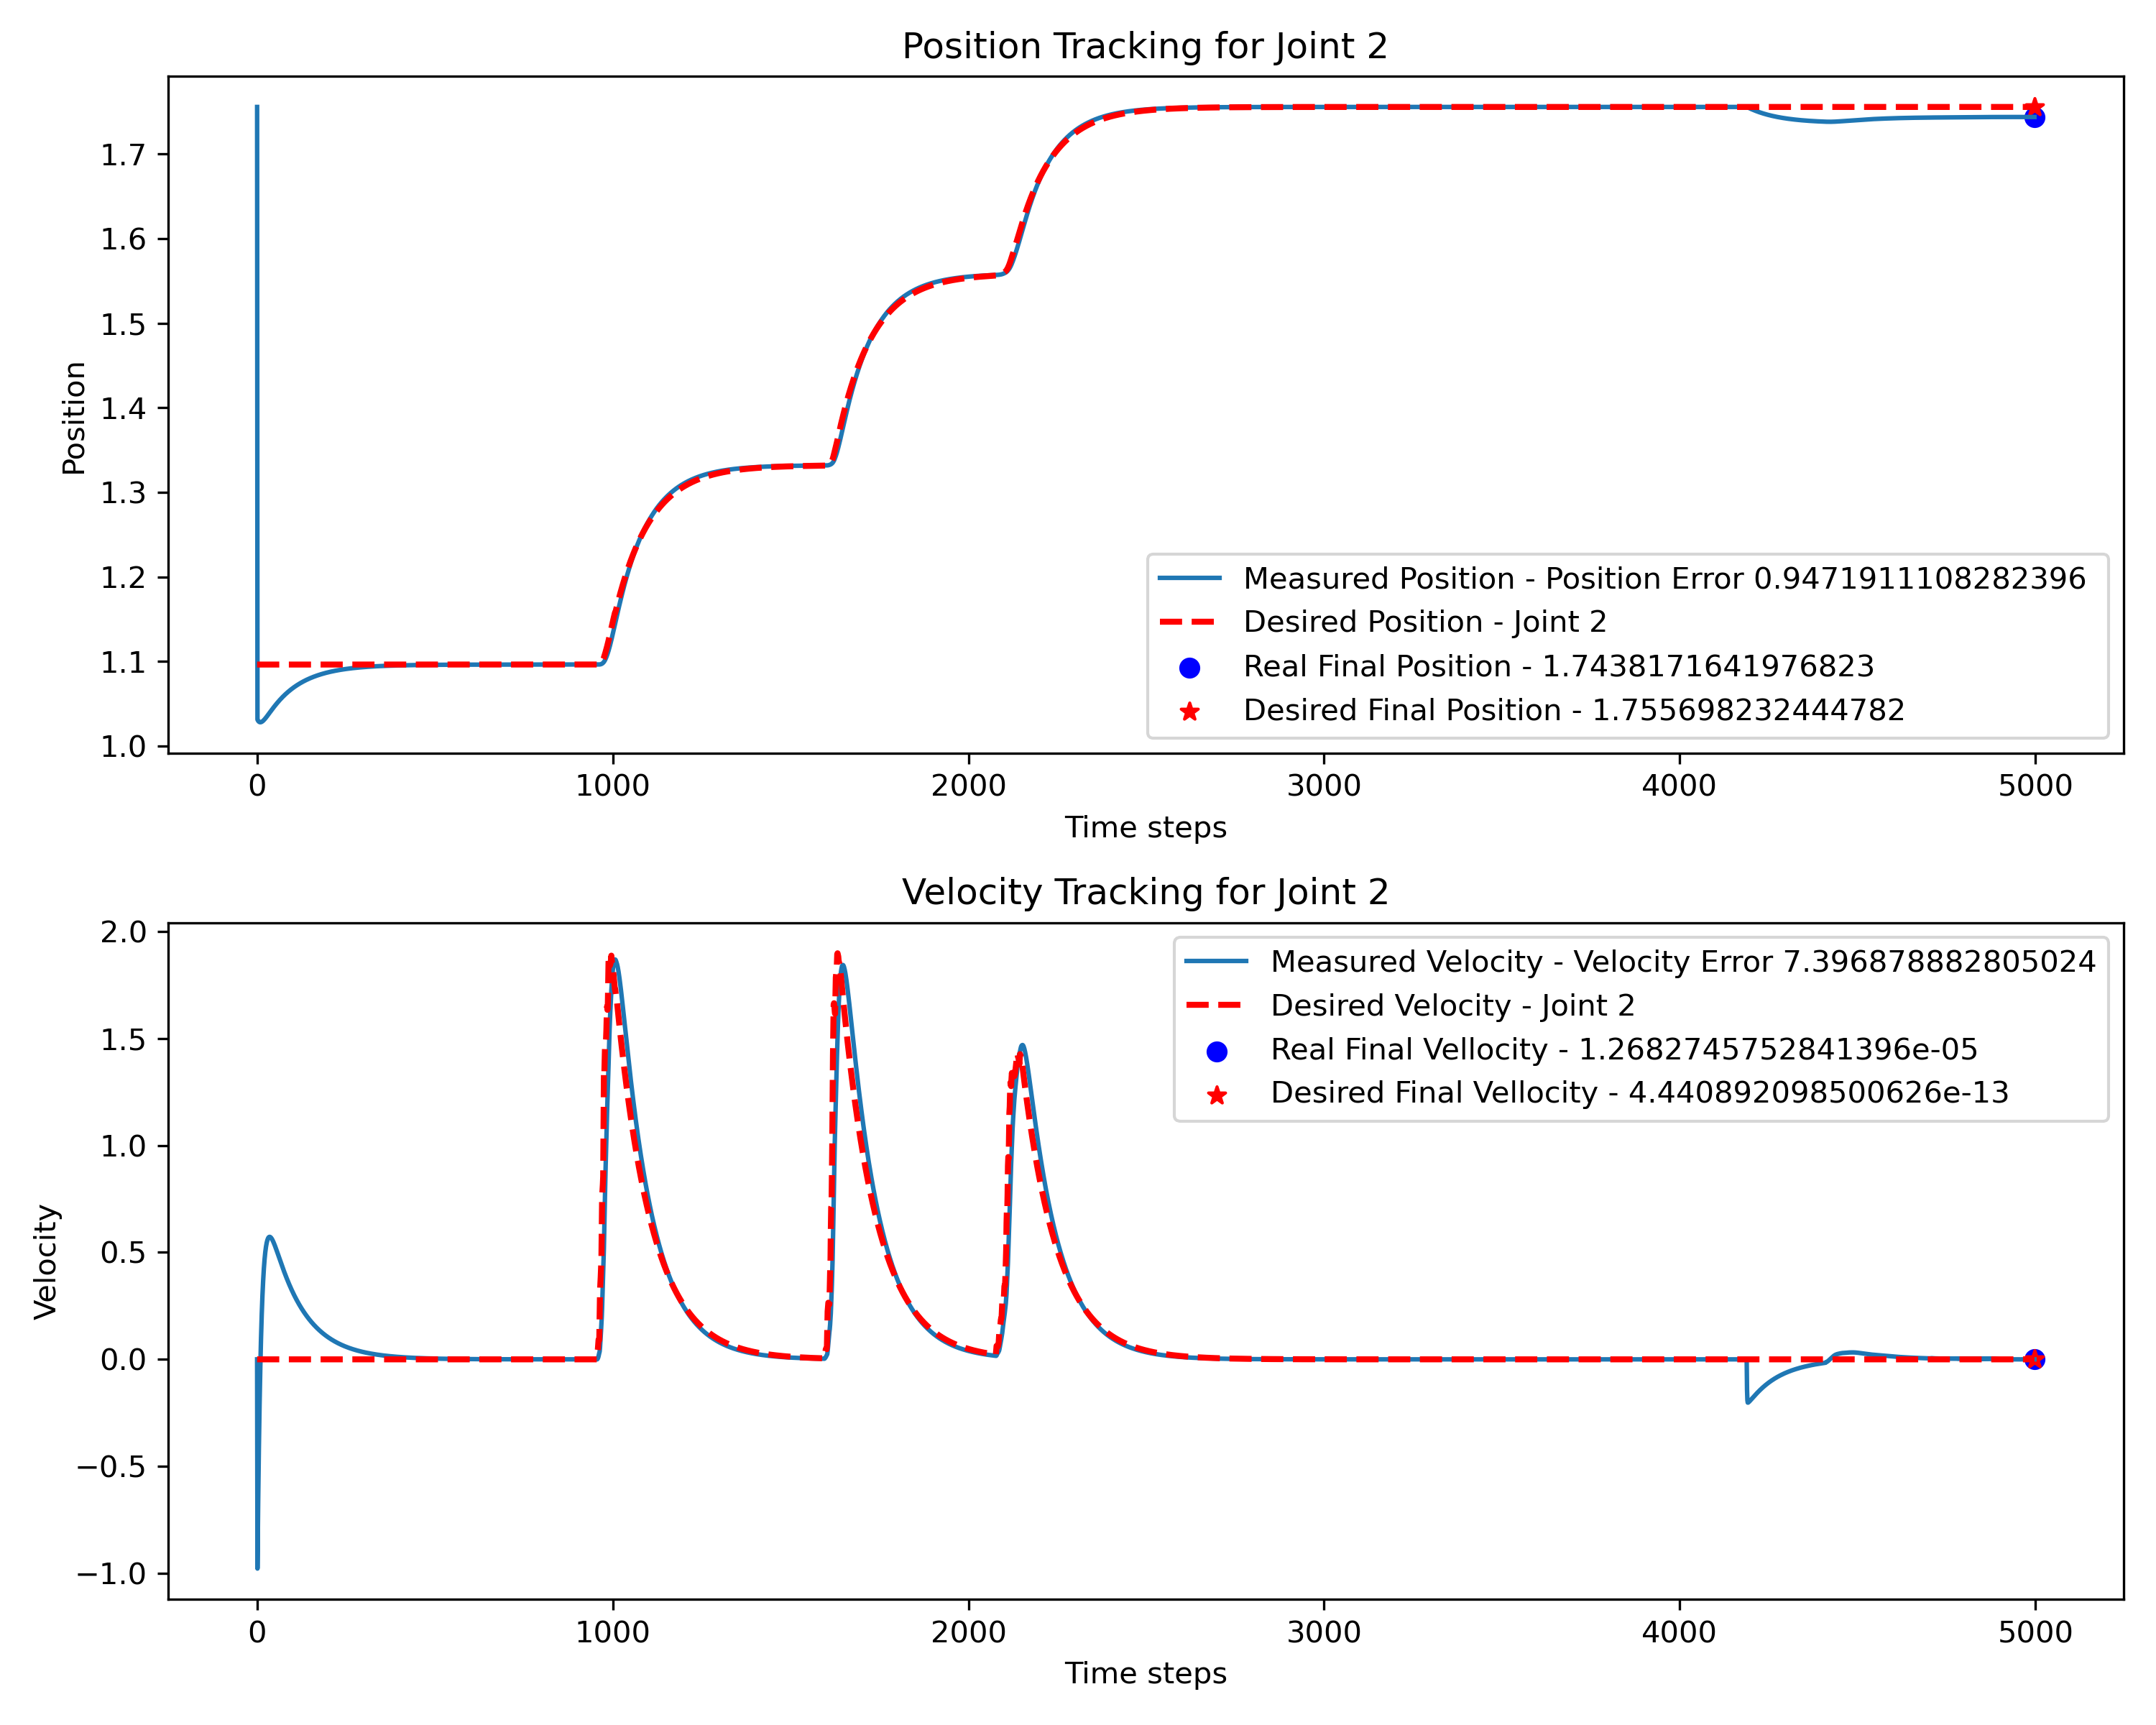 Position Tracking for Joint 2
Position
1.7
1.6
1.5
1.4
1.3
1.2
1.1
1.0
Measured Position - Position Error 0.9471911108282396
Desired Position - Joint 2
Real Final Position - 1.7438171641976823
Desired Final Position - 1.755698232444782
0 1000 2000 3000 4000 5000
Time steps
Velocity Tracking for Joint 2
Velocity
2.0
1.5
1.0
0.5
0.0
−0.5
−1.0
Measured Velocity - Velocity Error 7.396878882805024
Desired Velocity - Joint 2
Real Final Vellocity - 1.2682745752841396e-05
Desired Final Vellocity - 4.440892098500626e-13
0 1000 2000 3000 4000 5000
Time steps